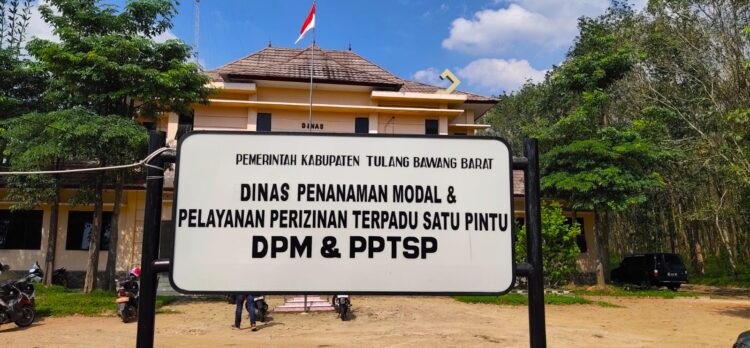 DINAS
PEMERINTAH KABUPATEN TULANG BAWANG BARAT
DINAS PENANAMAN MODAL &
PELAYANAN PERIZINAN TERPADU SATU PINTU
DPM & PPTSP